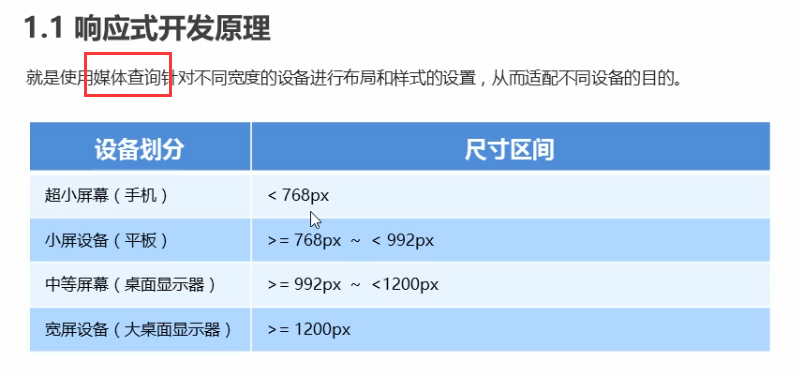 1.1 响应式开发原理
就是使用媒体查询针对不同宽度的设备进行布局和样式的设置，从而适配不同设备的目的。
设备划分 尺寸区间
超小屏幕（手机） < 768px
小屏设备（平板） >= 768px ~ < 992px
中等屏幕（桌面显示器） >= 992px ~ <1200px
宽屏设备（大桌面显示器） >= 1200px